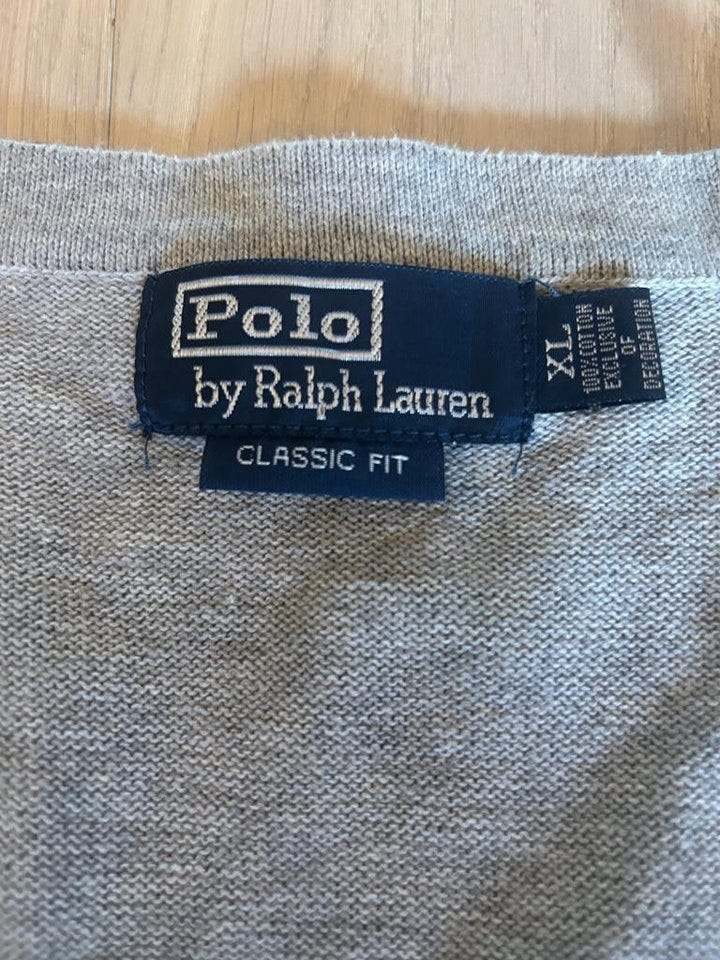 Polo
by Ralph Lauren
CLASSIC FIT
XL
100% COTTON
EXCLUSIVE
OF
DECORATION